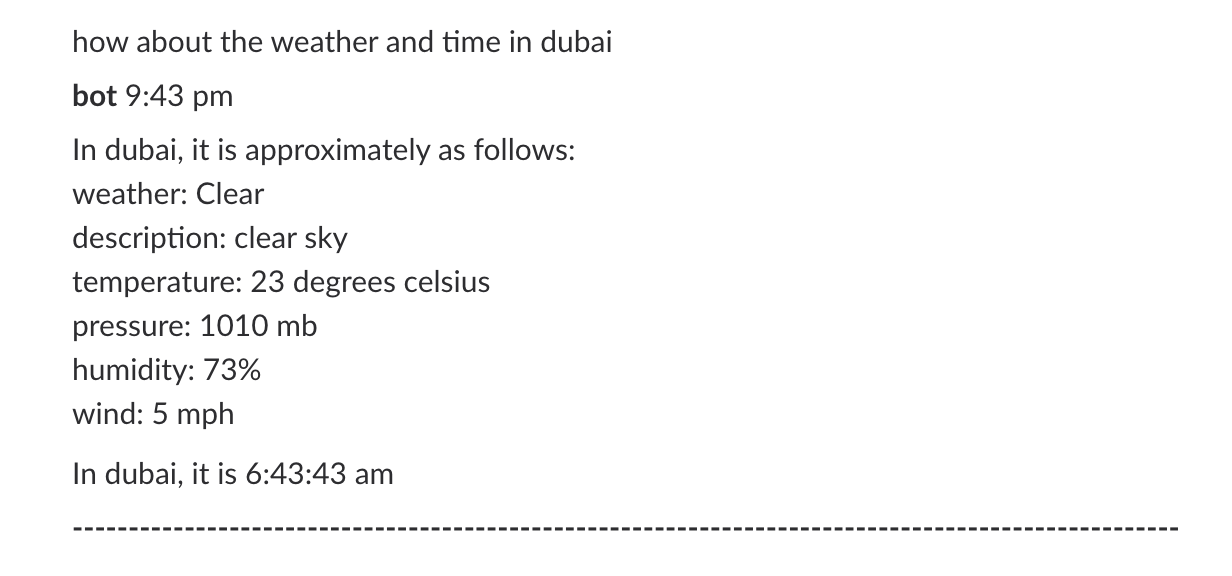 how about the weather and time in dubai
bot 9:43 pm
In dubai, it is approximately as follows:
weather: Clear
description: clear sky
temperature: 23 degrees celsius
pressure: 1010 mb
humidity: 73%
wind: 5 mph
In dubai, it is 6:43:43 am
----------------------------------------------------------------------------------------------------